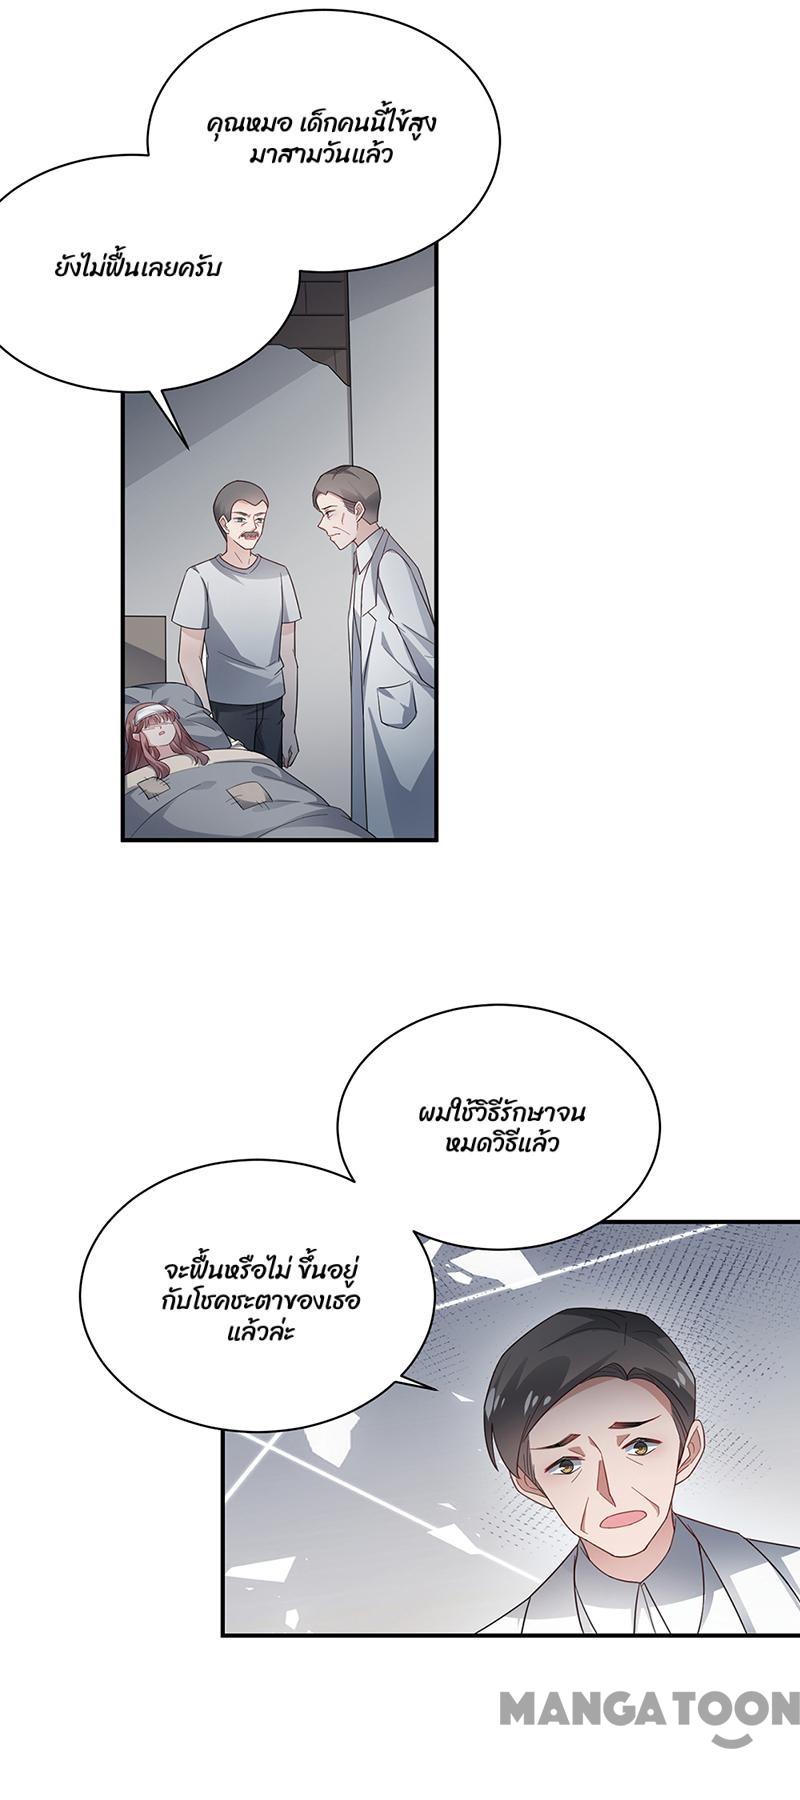 คุณหมอ เด็กคนนี้ไข้สูง
มาสามวันแล้ว
ยังไม่ฟื้นเลยครับ
ผมใช้วิธีรักษาจน
หมดวิธีแล้ว
จะฟื้นหรือไม่ ขึ้นอยู่
กับโชคชะตาของเธอ
แล้วล่ะ
MANGATOON